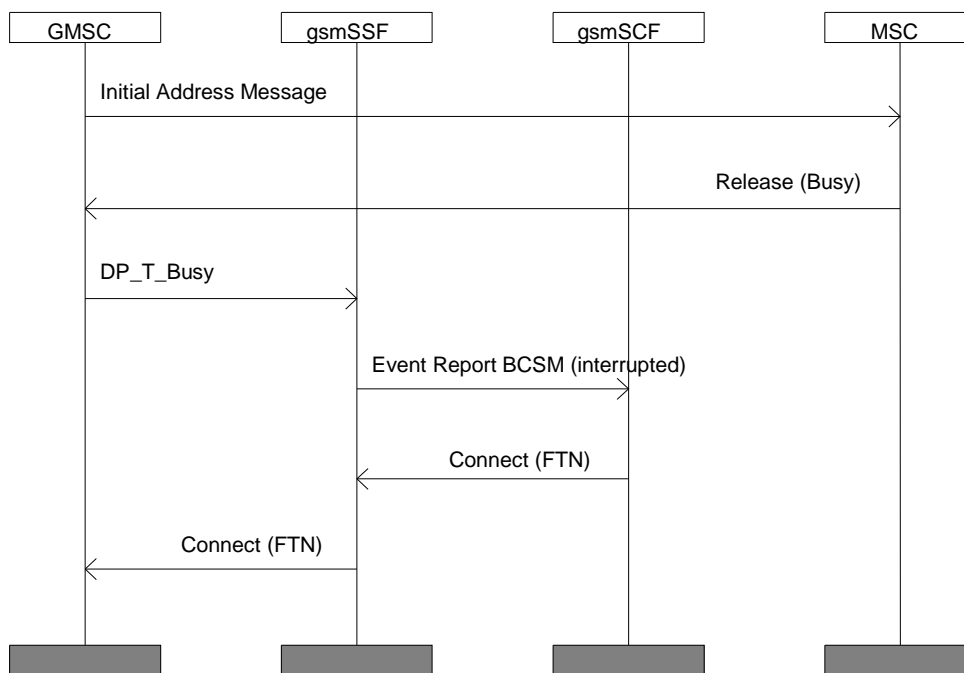 GMSC
gsmSSF
gsmSCF
MSC
Initial Address Message
Release (Busy)
DP_T_Busy
Event Report BCSM (interrupted)
Connect (FTN)
Connect (FTN)